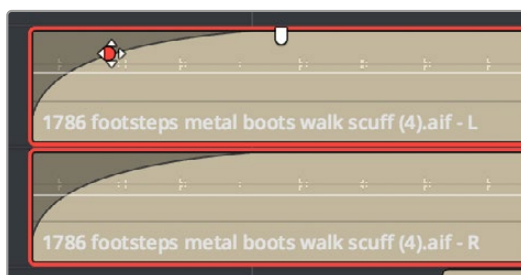 1786 footsteps metal boots walk scuff (4).aif - L
1786 footsteps metal boots walk scuff (4).aif - R